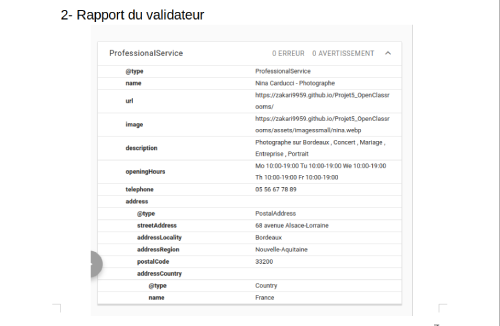 2- Rapport du validateur
ProfessionalService 0 ERREUR 0 AVERTISSEMENT
@type ProfessionalService
name Nina Carducci - Photographe
url https://zakari9959.github.io/Projet5_OpenClassr
ooms/
image https://zakari9959.github.io/Projet5_OpenClassr
ooms/assets/imagessmall/nina.webp
description Photographe sur Bordeaux , Concert , Mariage ,
Entreprise , Portrait
openingHours Mo 10:00-19:00 Tu 10:00-19:00 We 10:00-19:00
Th 10:00-19:00 Fr 10:00-19:00
telephone 05 56 67 78 89
address
@type PostalAddress
streetAddress 68 avenue Alsace-Lorraine
addressLocality Bordeaux
addressRegion Nouvelle-Aquitaine
postalCode 33200
addressCountry
@type Country
name France